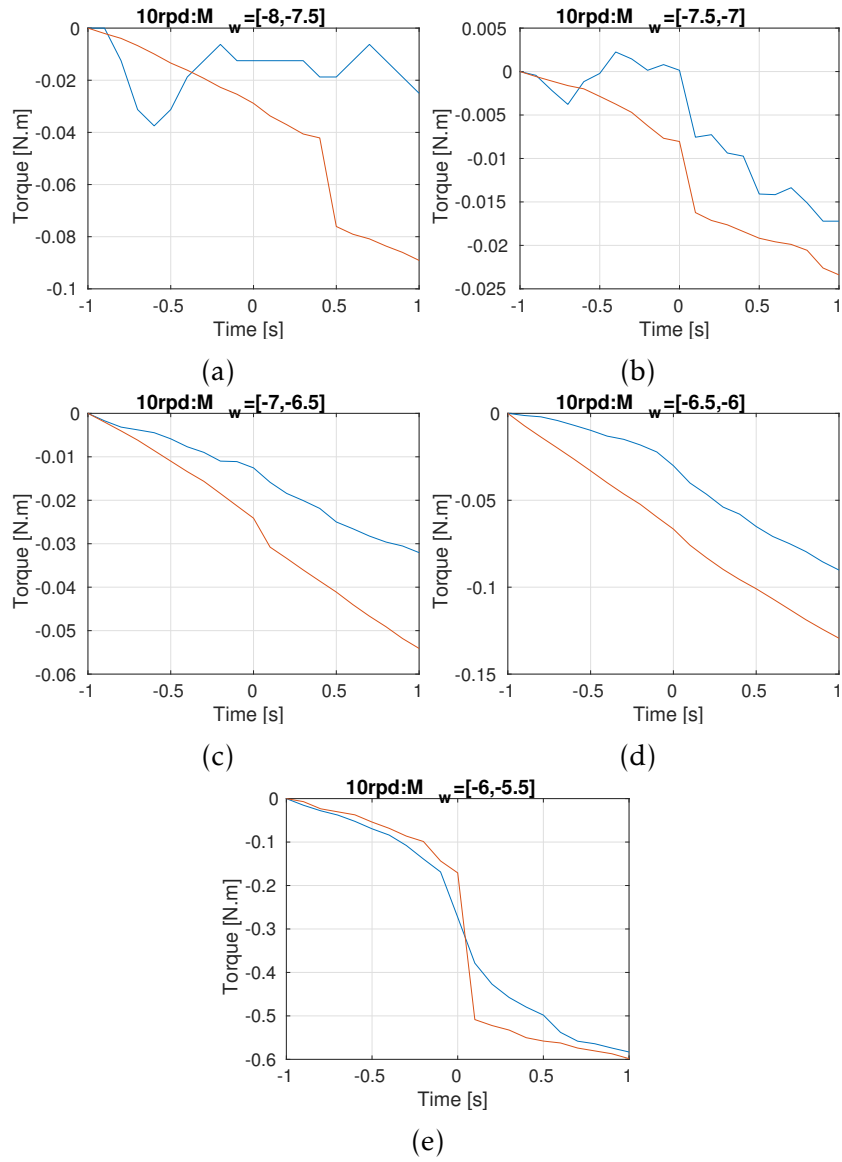 10rpd:M w=[-8,-7.5]
0
-0.02
-0.04
-0.06
-0.08
-0.1
Torque [N.m]
-1 -0.5 0 0.5 1
Time [s]
(a)
10rpd:M w=[-7.5,-7]
0.005
0
-0.005
-0.01
-0.015
-0.02
-0.025
Torque [N.m]
-1 -0.5 0 0.5 1
Time [s]
(b)
10rpd:M w=[-7,-6.5]
0
-0.01
-0.02
-0.03
-0.04
-0.05
-0.06
Torque [N.m]
-1 -0.5 0 0.5 1
Time [s]
(c)
10rpd:M w=[-6.5,-6]
0
-0.05
-0.1
-0.15
Torque [N.m]
-1 -0.5 0 0.5 1
Time [s]
(d)
10rpd:M w=[-6,-5.5]
0
-0.1
-0.2
-0.3
-0.4
-0.5
-0.6
Torque [N.m]
-1 -0.5 0 0.5 1
Time [s]
(e)